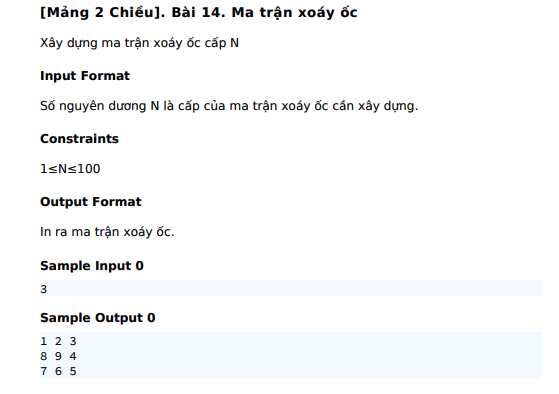 [Mảng 2 Chiều]. Bài 14. Ma trận xoáy ốc
Xây dựng ma trận xoáy ốc cấp N
Input Format
Số nguyên dương N là cấp của ma trận xoáy ốc cần xây dựng.
Constraints
1≤N≤100
Output Format
In ra ma trận xoáy ốc.
Sample Input 0
3
Sample Output 0
1 2 3
8 9 4
7 6 5